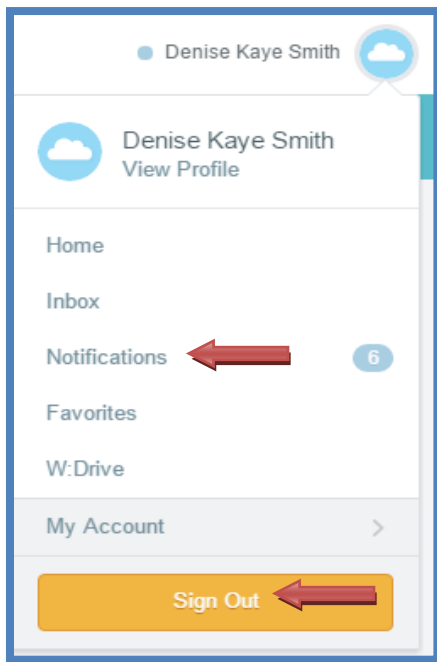 Denise Kaye Smith
Denise Kaye Smith
View Profile
Home
Inbox
Notifications 6
Favorites
W:Drive
My Account
Sign Out